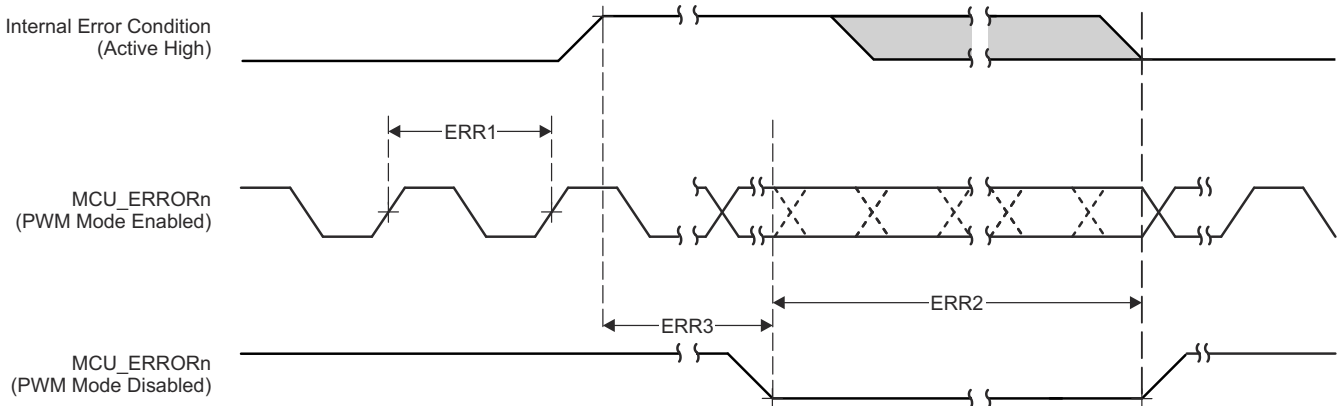 Internal Error Condition
(Active High)
ERR1
MCU_ERRORn
(PWM Mode Enabled)
ERR2
ERR3
MCU_ERRORn
(PWM Mode Disabled)